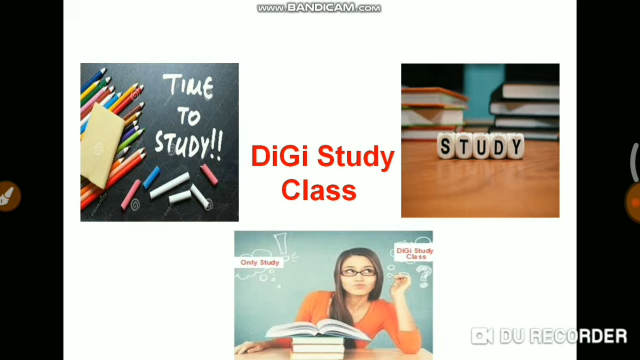 www.BANDICAM.com
TIME
TO
STUDY!!
STUDY
DiGi Study
Class
Only Study
DiGi Study
Class
DU RECORDER